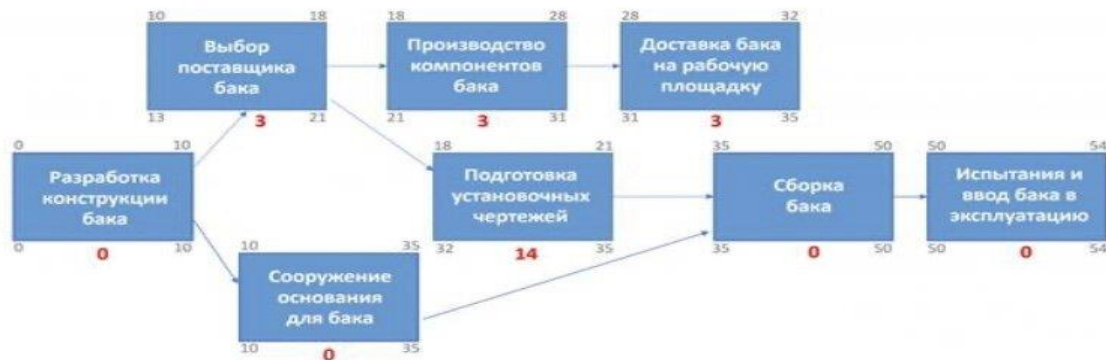 10 18 18 28 28 32
Выбор
поставщика
бака
Производство
компонентов
бака
Доставка бака
на рабочую
площадку
13 3 21 21 3 31 31 3 35
0 10
Разработка
конструкции
бака
0 0 10
18 21
Подготовка
установочных
чертежей
32 14 35
35 50
Сборка
бака
35 0 50
50 54
Испытания и
ввод бака в
эксплуатацию
50 0 54
10 35
Сооружение
основания
для бака
10 0 35